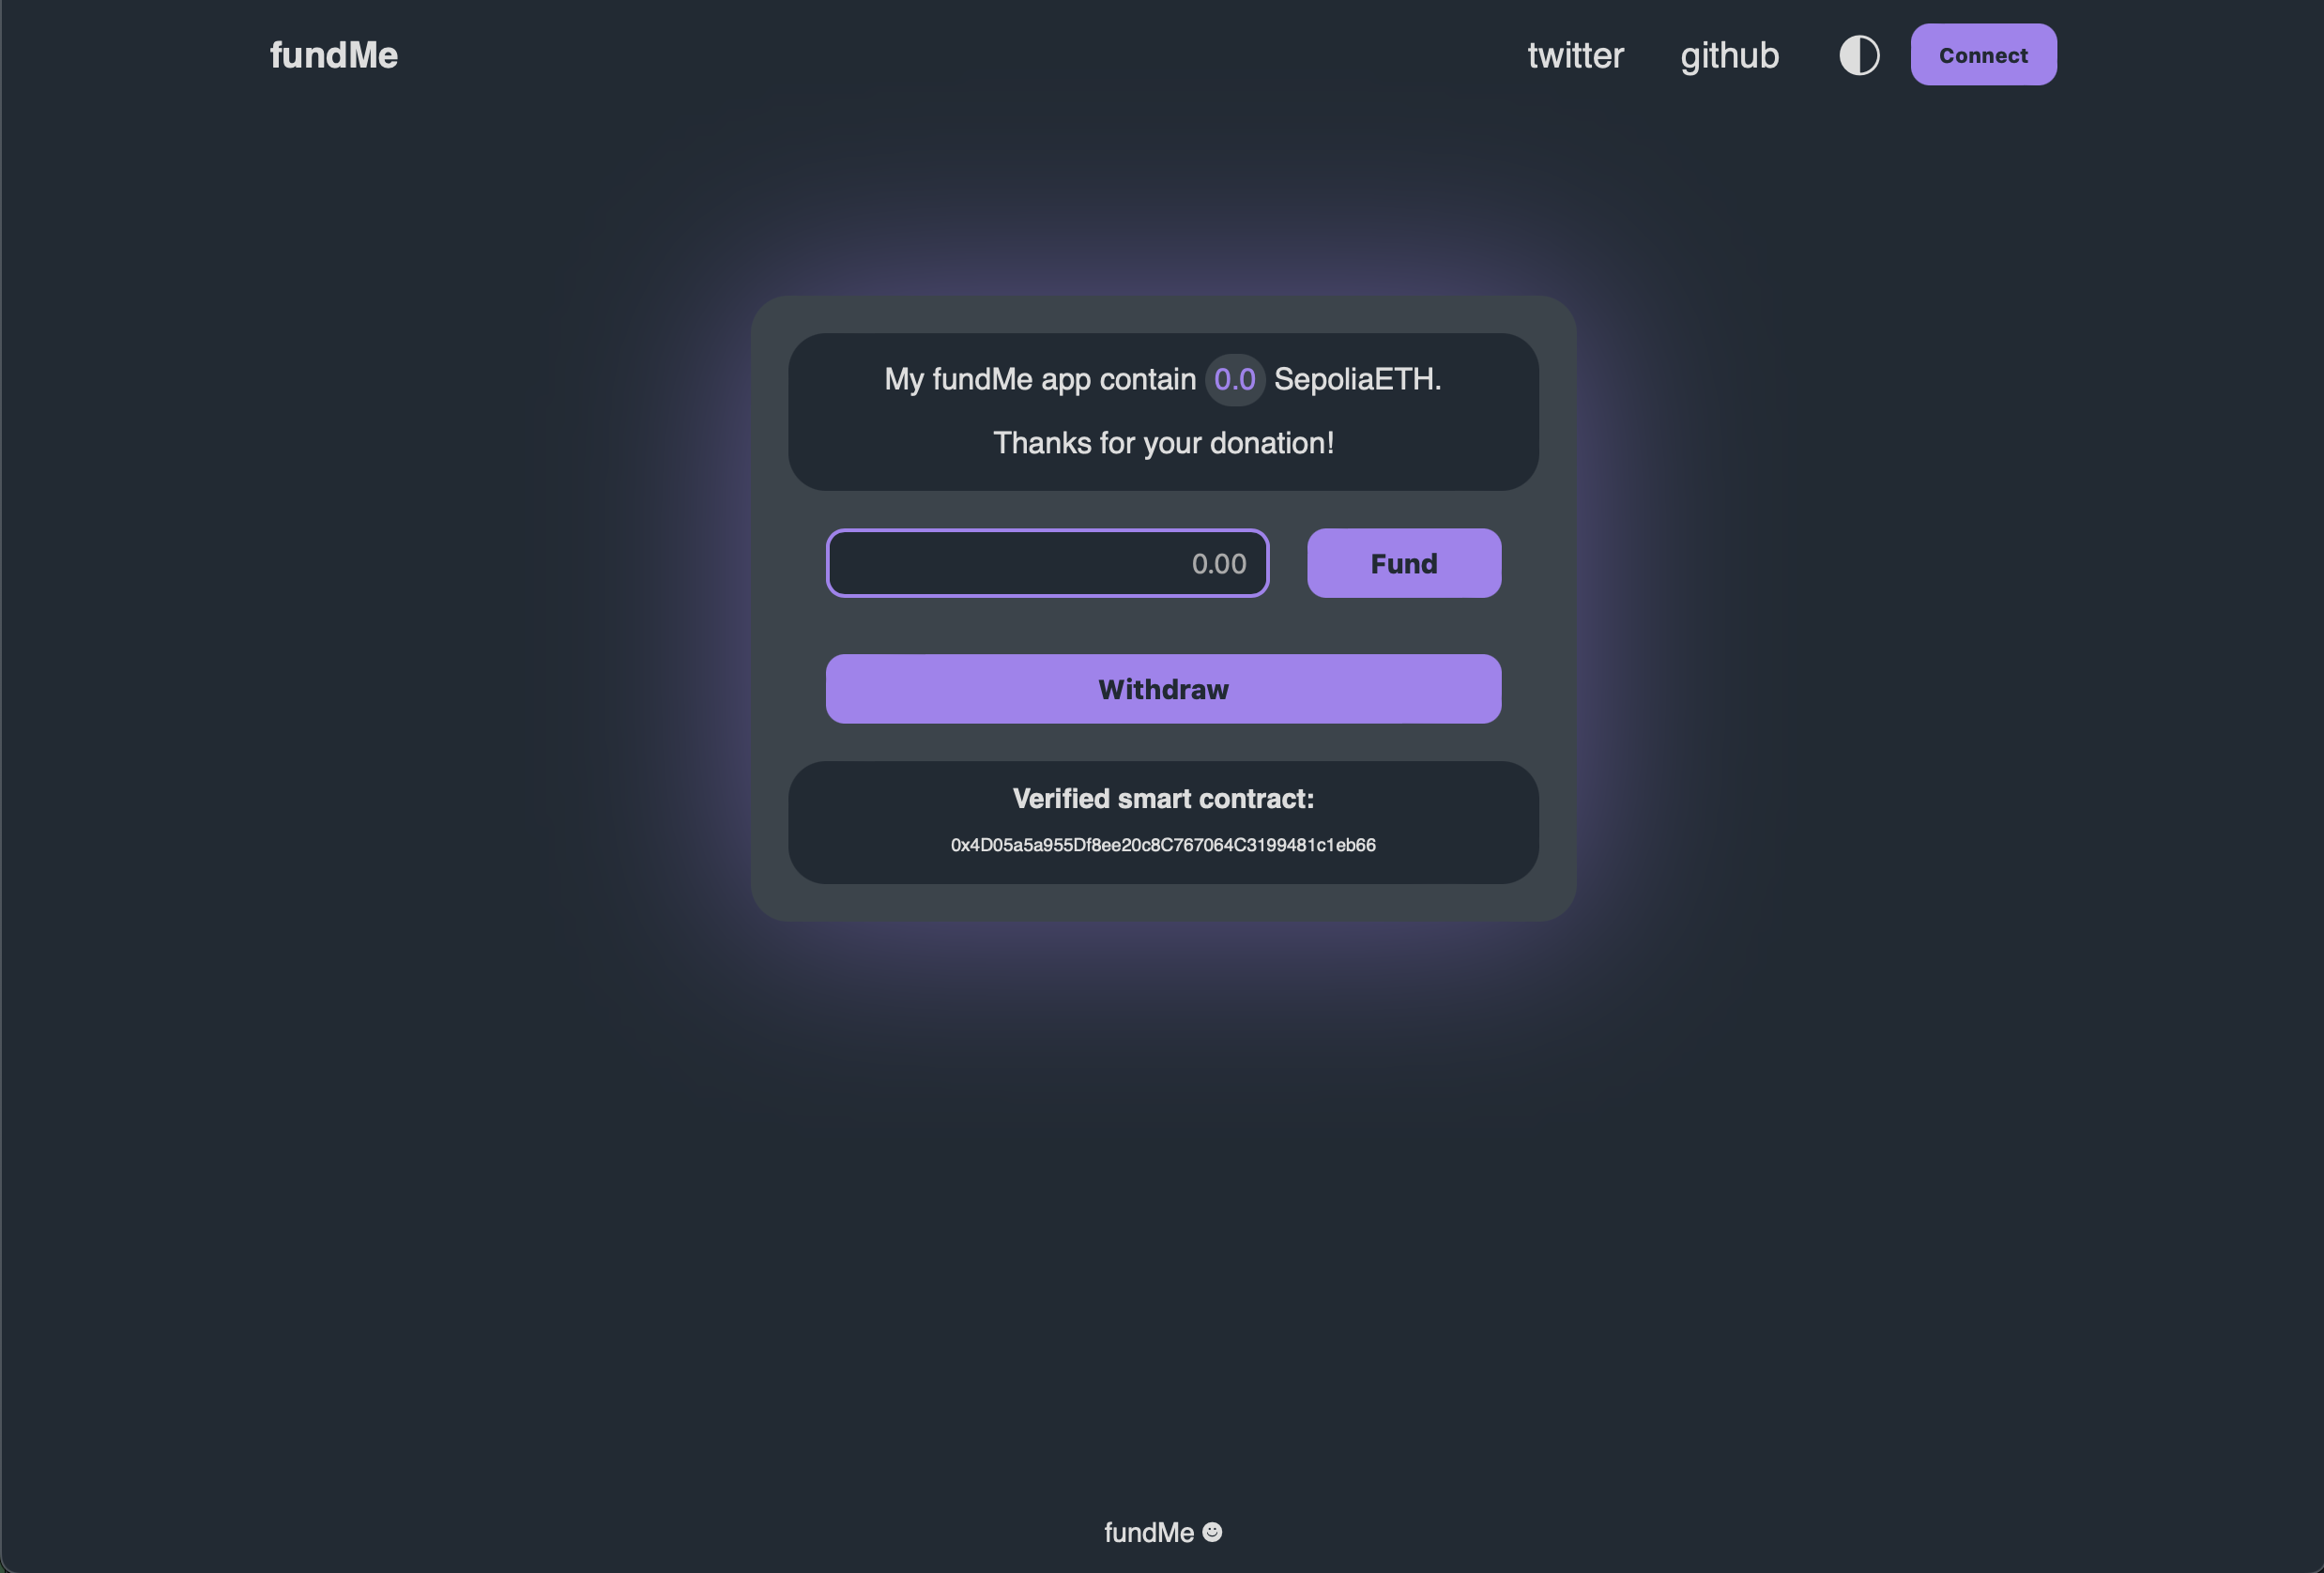 fundMe
twitter github Connect
My fundMe app contain 0.0 SepoliaETH.
Thanks for your donation!
0.00 Fund
Withdraw
Verified smart contract:
0x4D05a5a955Df8ee20c8C767064C3199481c1eb66
fundMe ☻